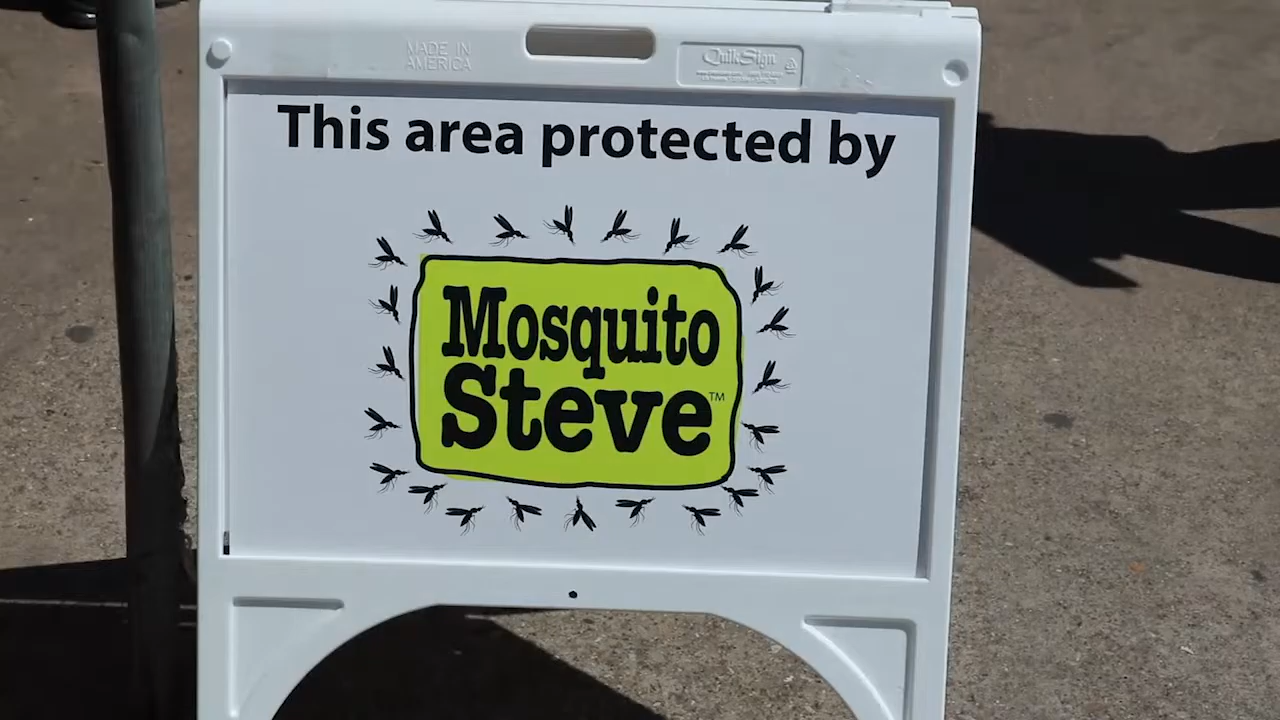 MADE IN
AMERICA
QuikSign
This area protected by
Mosquito
Steve™